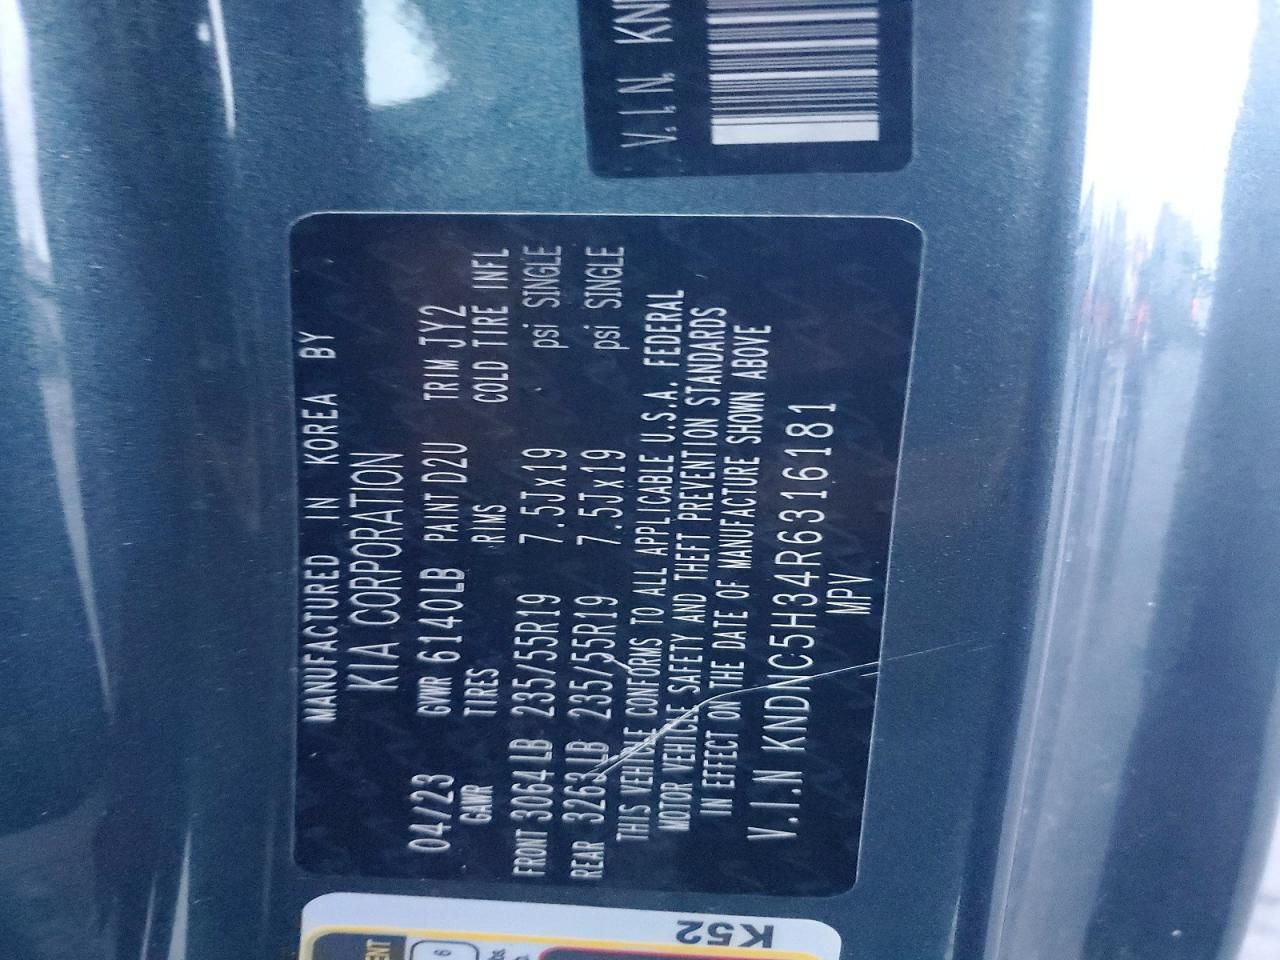 V.I.N. KN
MANUFACTURED IN KOREA BY
KIA CORPORATION
04/23 GVWR 6140LB PAINT D2U TRIM JY2
GAWR TIRES RIMS COLD TIRE INFL
FRONT 3064LB 235/55R19 7.5Jx19 psi SINGLE
REAR 3263LB 235/55R19 7.5Jx19 psi SINGLE
THIS VEHICLE CONFORMS TO ALL APPLICABLE U.S.A. FEDERAL
MOTOR VEHICLE SAFETY AND THEFT PREVENTION STANDARDS
IN EFFECT ON THE DATE OF MANUFACTURE SHOWN ABOVE
V.I.N KNDNC5H34R6316181
MPV
K52
ENT
6